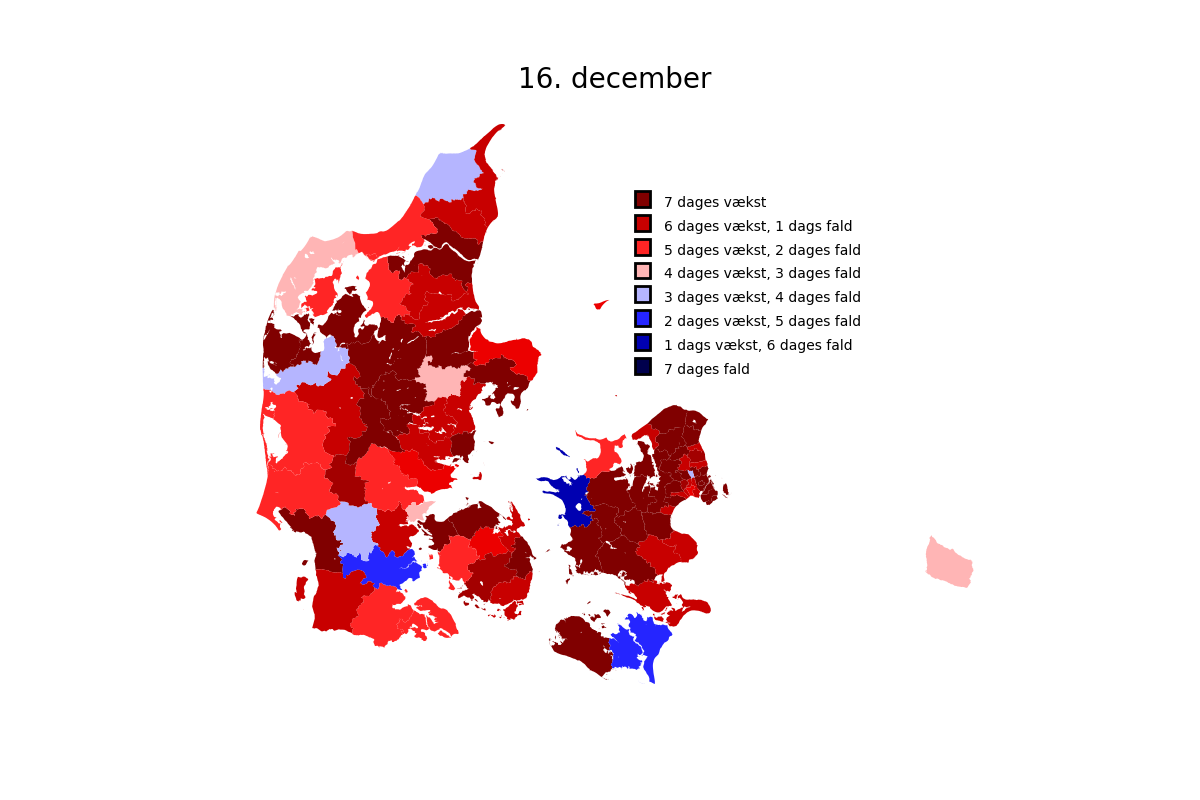 16. december
7 dages vækst
6 dages vækst, 1 dags fald
5 dages vækst, 2 dages fald
4 dages vækst, 3 dages fald
3 dages vækst, 4 dages fald
2 dages vækst, 5 dages fald
1 dags vækst, 6 dages fald
7 dages fald